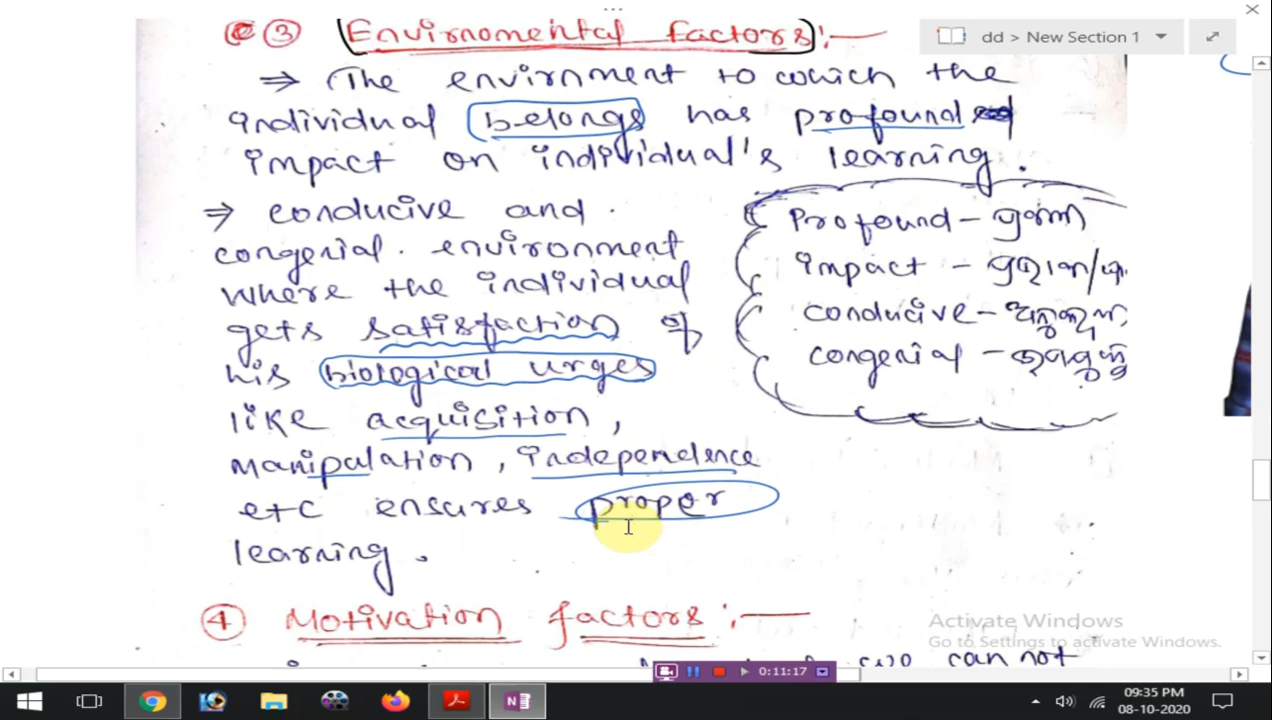 dd > New Section 1
③ Envirnomental factors :—
⇒ The envirnment to which the
individual belongs has profound
impact on individual's learning.
⇒ conducive and
congenial environment
where the individual
gets satisfaction of
his biological urges
like acquisition,
manipulation, independence
etc ensures proper
learning.
Profound -
impact -
conducive -
congenial -
④ Motivation factors :—
can not
Activate Windows
Go to Settings to activate Windows.
0:11:17
09:35 PM
08-10-2020